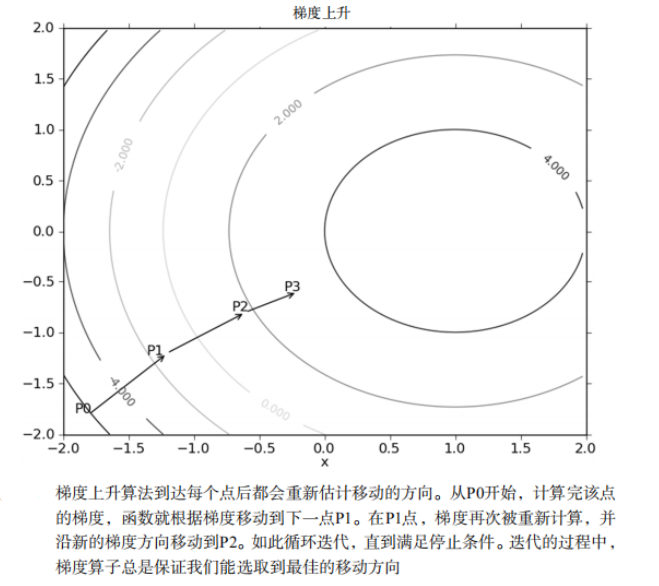 梯度上升
2.0
1.5
1.0
0.5
0.0
−0.5
−1.0
−1.5
−2.0
-2.000
2.000
4.000
P3
P2
P1
P0
-4.000
0.000
−2.0 −1.5 −1.0 −0.5 0.0 0.5 1.0 1.5 2.0
x
梯度上升算法到达每个点后都会重新估计移动的方向。从P0开始，计算完该点
的梯度，函数就根据梯度移动到下一点P1。在P1点，梯度再次被重新计算，并
沿新的梯度方向移动到P2。如此循环迭代，直到满足停止条件。迭代的过程中，
梯度算子总是保证我们能选取到最佳的移动方向